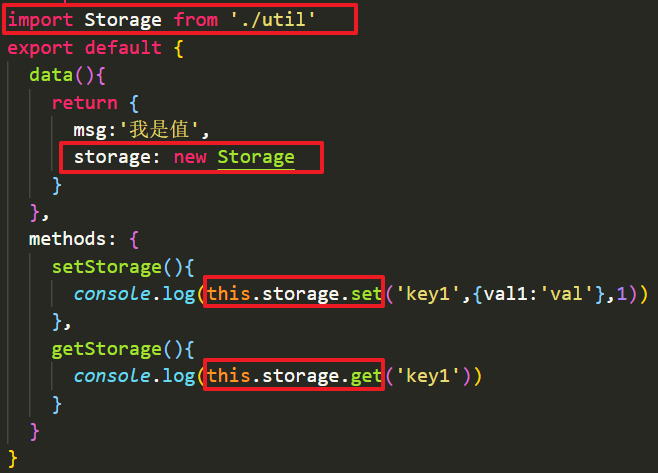 import Storage from './util'
export default {
data(){
return {
msg:'我是值',
storage: new Storage
}
},
methods: {
setStorage(){
console.log(this.storage.set('key1',{val1:'val'},1))
},
getStorage(){
console.log(this.storage.get('key1'))
}
}
}